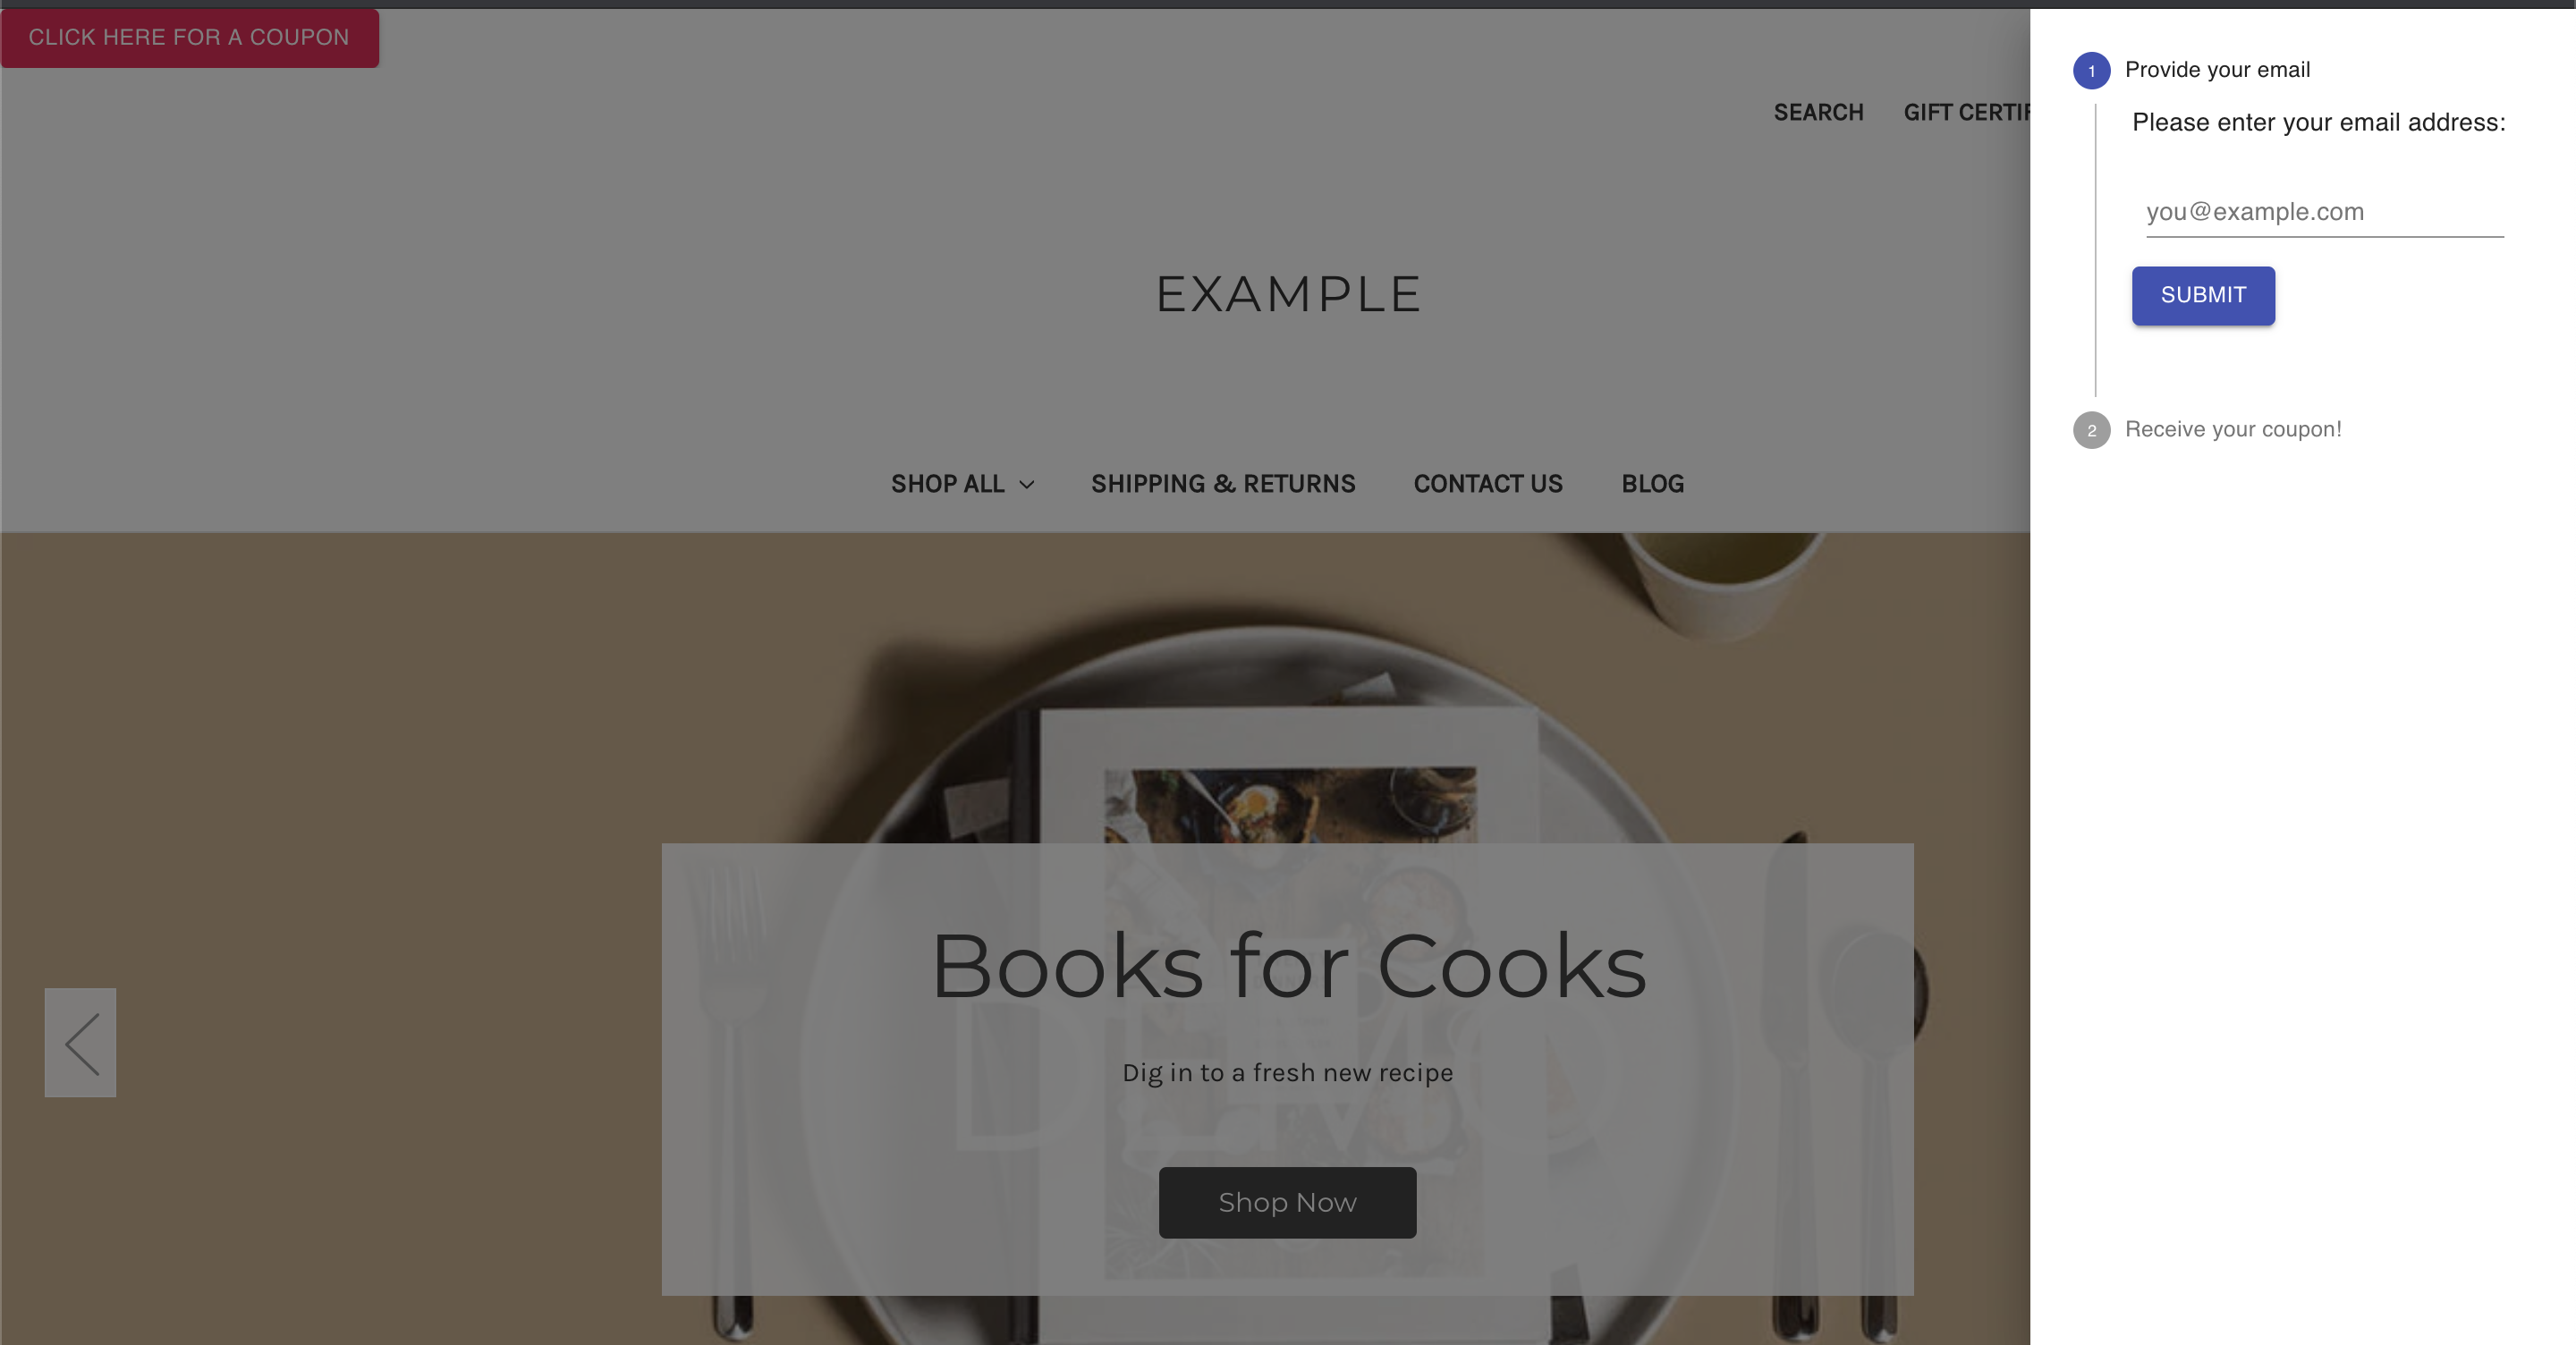 CLICK HERE FOR A COUPON
SEARCH GIFT CERTIF
EXAMPLE
SHOP ALL SHIPPING & RETURNS CONTACT US BLOG
Books for Cooks
DEMO
Dig in to a fresh new recipe
Shop Now
1 Provide your email
Please enter your email address:
you@example.com
SUBMIT
2 Receive your coupon!